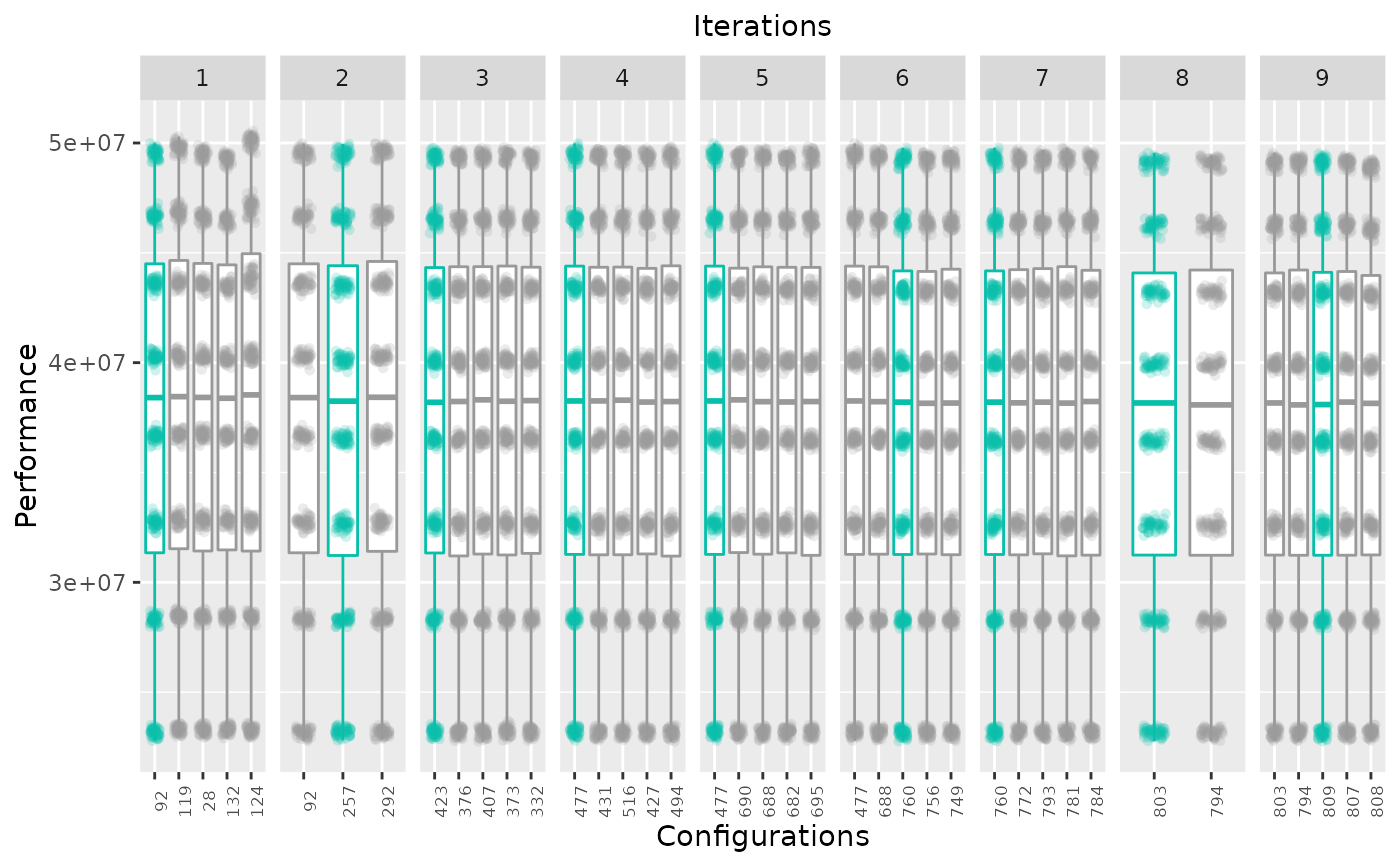 Iterations
1 2 3 4 5 6 7 8 9
5e+07
4e+07
3e+07
Performance
92 119 28 132 124 92 257 292 423 376 407 373 332 477 431 516 427 494 477 690 688 682 695 477 688 760 756 749 760 772 793 781 784 803 794 803 794 809 807 808
Configurations